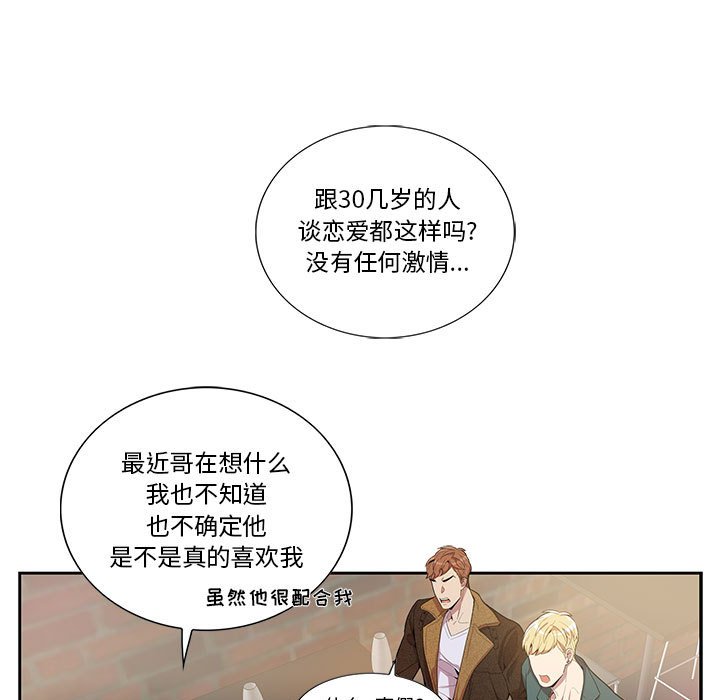 跟30几岁的人
谈恋爱都这样吗?
没有任何激情...
最近哥在想什么
我也不知道
也不确定他
是不是真的喜欢我
虽然他很配合我